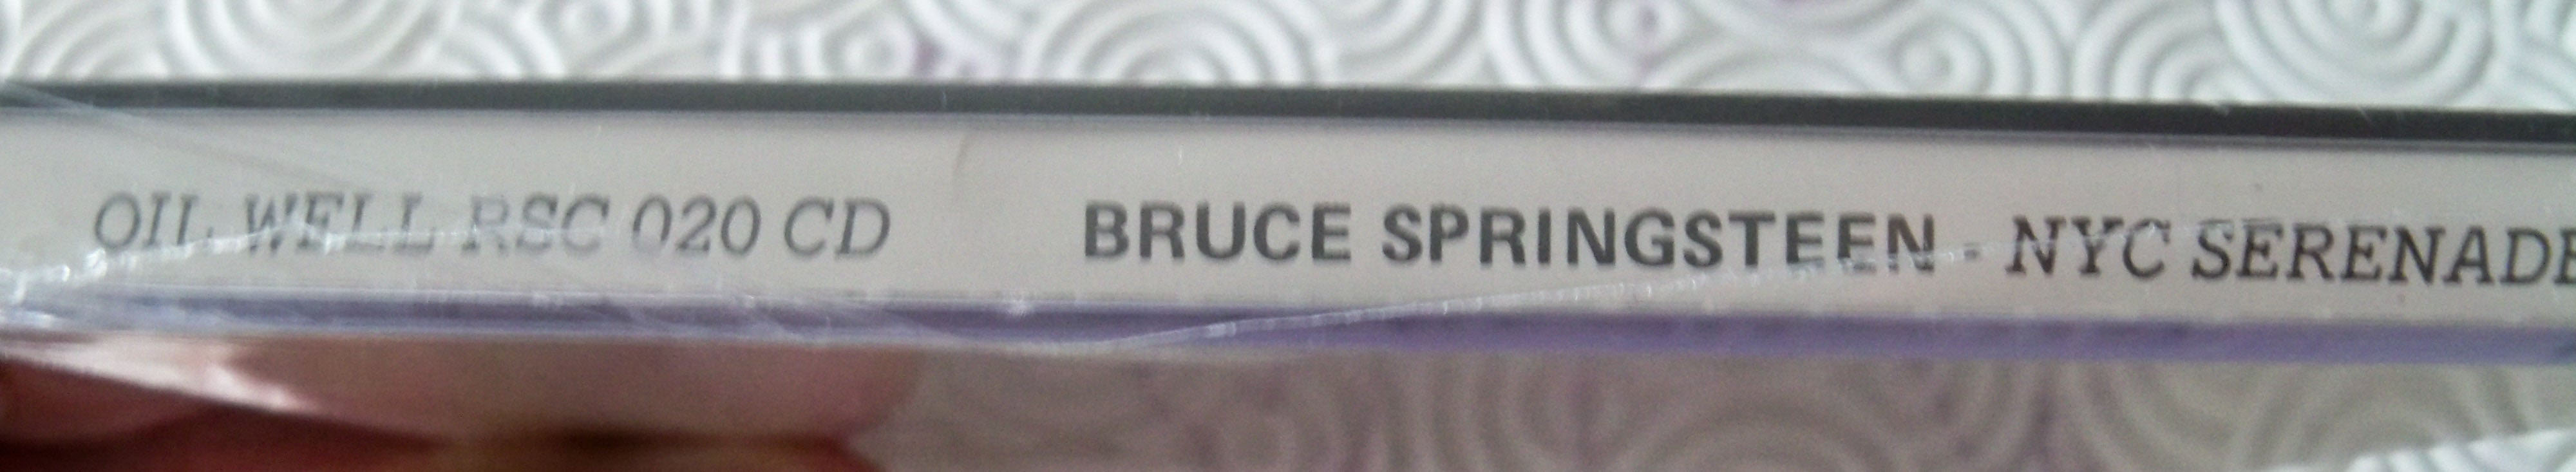 OIL WELL RSC 020 CD BRUCE SPRINGSTEEN - NYC SERENADE